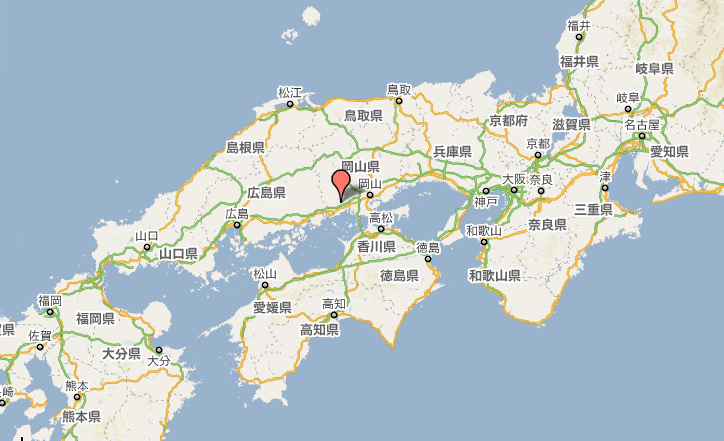 福井
福井県
岐阜県
松江
鳥取
岐阜
鳥取県
京都府
滋賀県
名古屋
島根県
京都
愛知県
兵庫県
岡山県
岡山
津
広島県
大阪
奈良
神戸
三重県
広島
高松
奈良県
山口
和歌山
山口県
香川県
徳島
松山
徳島県
和歌山県
福岡
愛媛県
高知
福岡県
高知県
佐賀
大分県
大分
熊本
熊本県